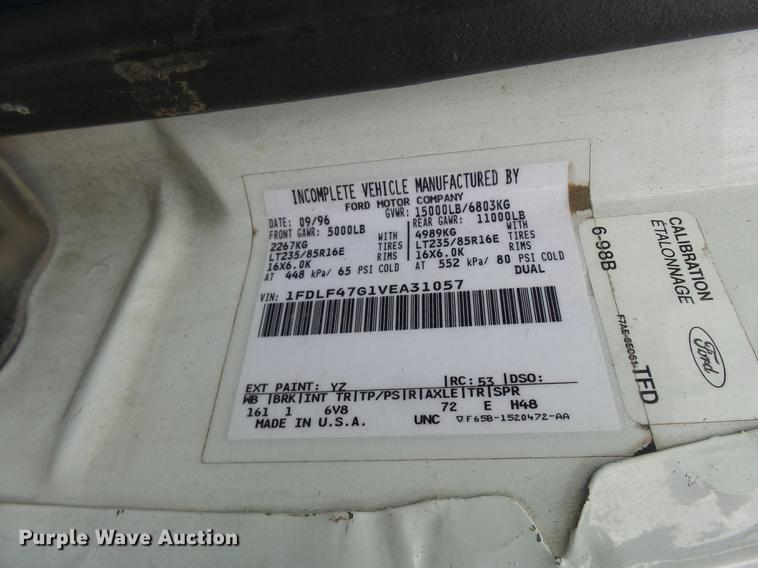 INCOMPLETE VEHICLE MANUFACTURED BY
FORD MOTOR COMPANY
DATE: 09/96 GVWR: 15000LB/6803KG
FRONT GAWR: 5000LB REAR GAWR: 11000LB
2267KG WITH 4989KG WITH
LT235/85R16E TIRES LT235/85R16E TIRES
16X6.0K RIMS 16X6.0K RIMS
AT 448 kPa/ 65 PSI COLD AT 552 kPa/ 80 PSI COLD
DUAL
VIN: 1FDLF47G1VEA31057
EXT PAINT: YZ RC: 53 DSO:
WB BRK INT TR TP/PS R AXLE TR SPR
161 1 6V8 72 E H48
MADE IN U.S.A. UNC ▽F65B-1520472-AA
CALIBRATION
ETALONNAGE
6-98B
Ford
TFD
Purple Wave Auction